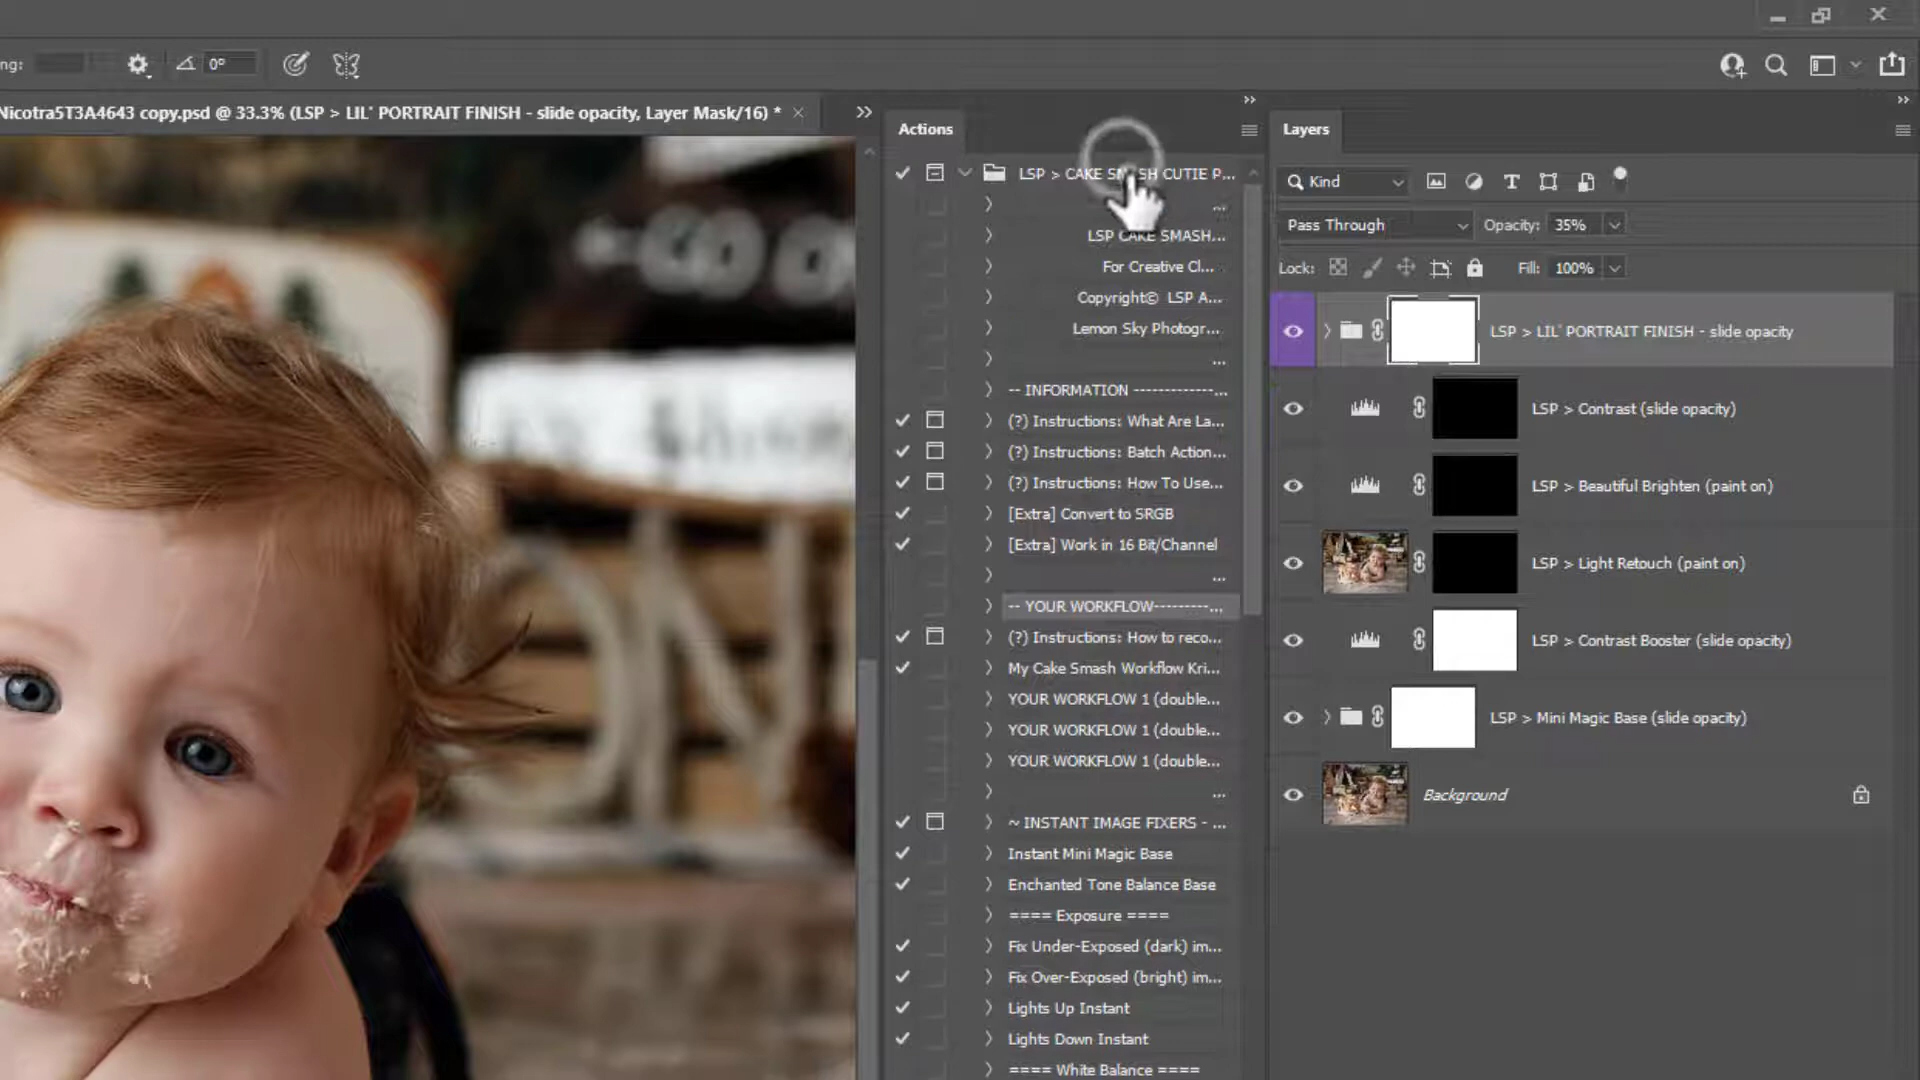 ng:
0°
Nicotra5T3A4643 copy.psd @ 33.3% (LSP > LIL' PORTRAIT FINISH - slide opacity, Layer Mask/16) *
GO O
ON
Actions
LSP > CAKE SMASH CUTIE P...
...
LSP CAKE SMASH...
For Creative Cl...
Copyright© LSP A...
Lemon Sky Photogr...
...
-- INFORMATION -------------...
(?) Instructions: What Are La...
(?) Instructions: Batch Action...
(?) Instructions: How To Use...
[Extra] Convert to SRGB
[Extra] Work in 16 Bit/Channel
...
-- YOUR WORKFLOW---------...
(?) Instructions: How to reco...
My Cake Smash Workflow Kri...
YOUR WORKFLOW 1 (double...
YOUR WORKFLOW 1 (double...
YOUR WORKFLOW 1 (double...
...
~ INSTANT IMAGE FIXERS - ...
Instant Mini Magic Base
Enchanted Tone Balance Base
==== Exposure ====
Fix Under-Exposed (dark) im...
Fix Over-Exposed (bright) im...
Lights Up Instant
Lights Down Instant
==== White Balance ====
Layers
Kind
Pass Through
Opacity: 35%
Lock:
Fill: 100%
LSP > LIL' PORTRAIT FINISH - slide opacity
LSP > Contrast (slide opacity)
LSP > Beautiful Brighten (paint on)
LSP > Light Retouch (paint on)
LSP > Contrast Booster (slide opacity)
LSP > Mini Magic Base (slide opacity)
Background